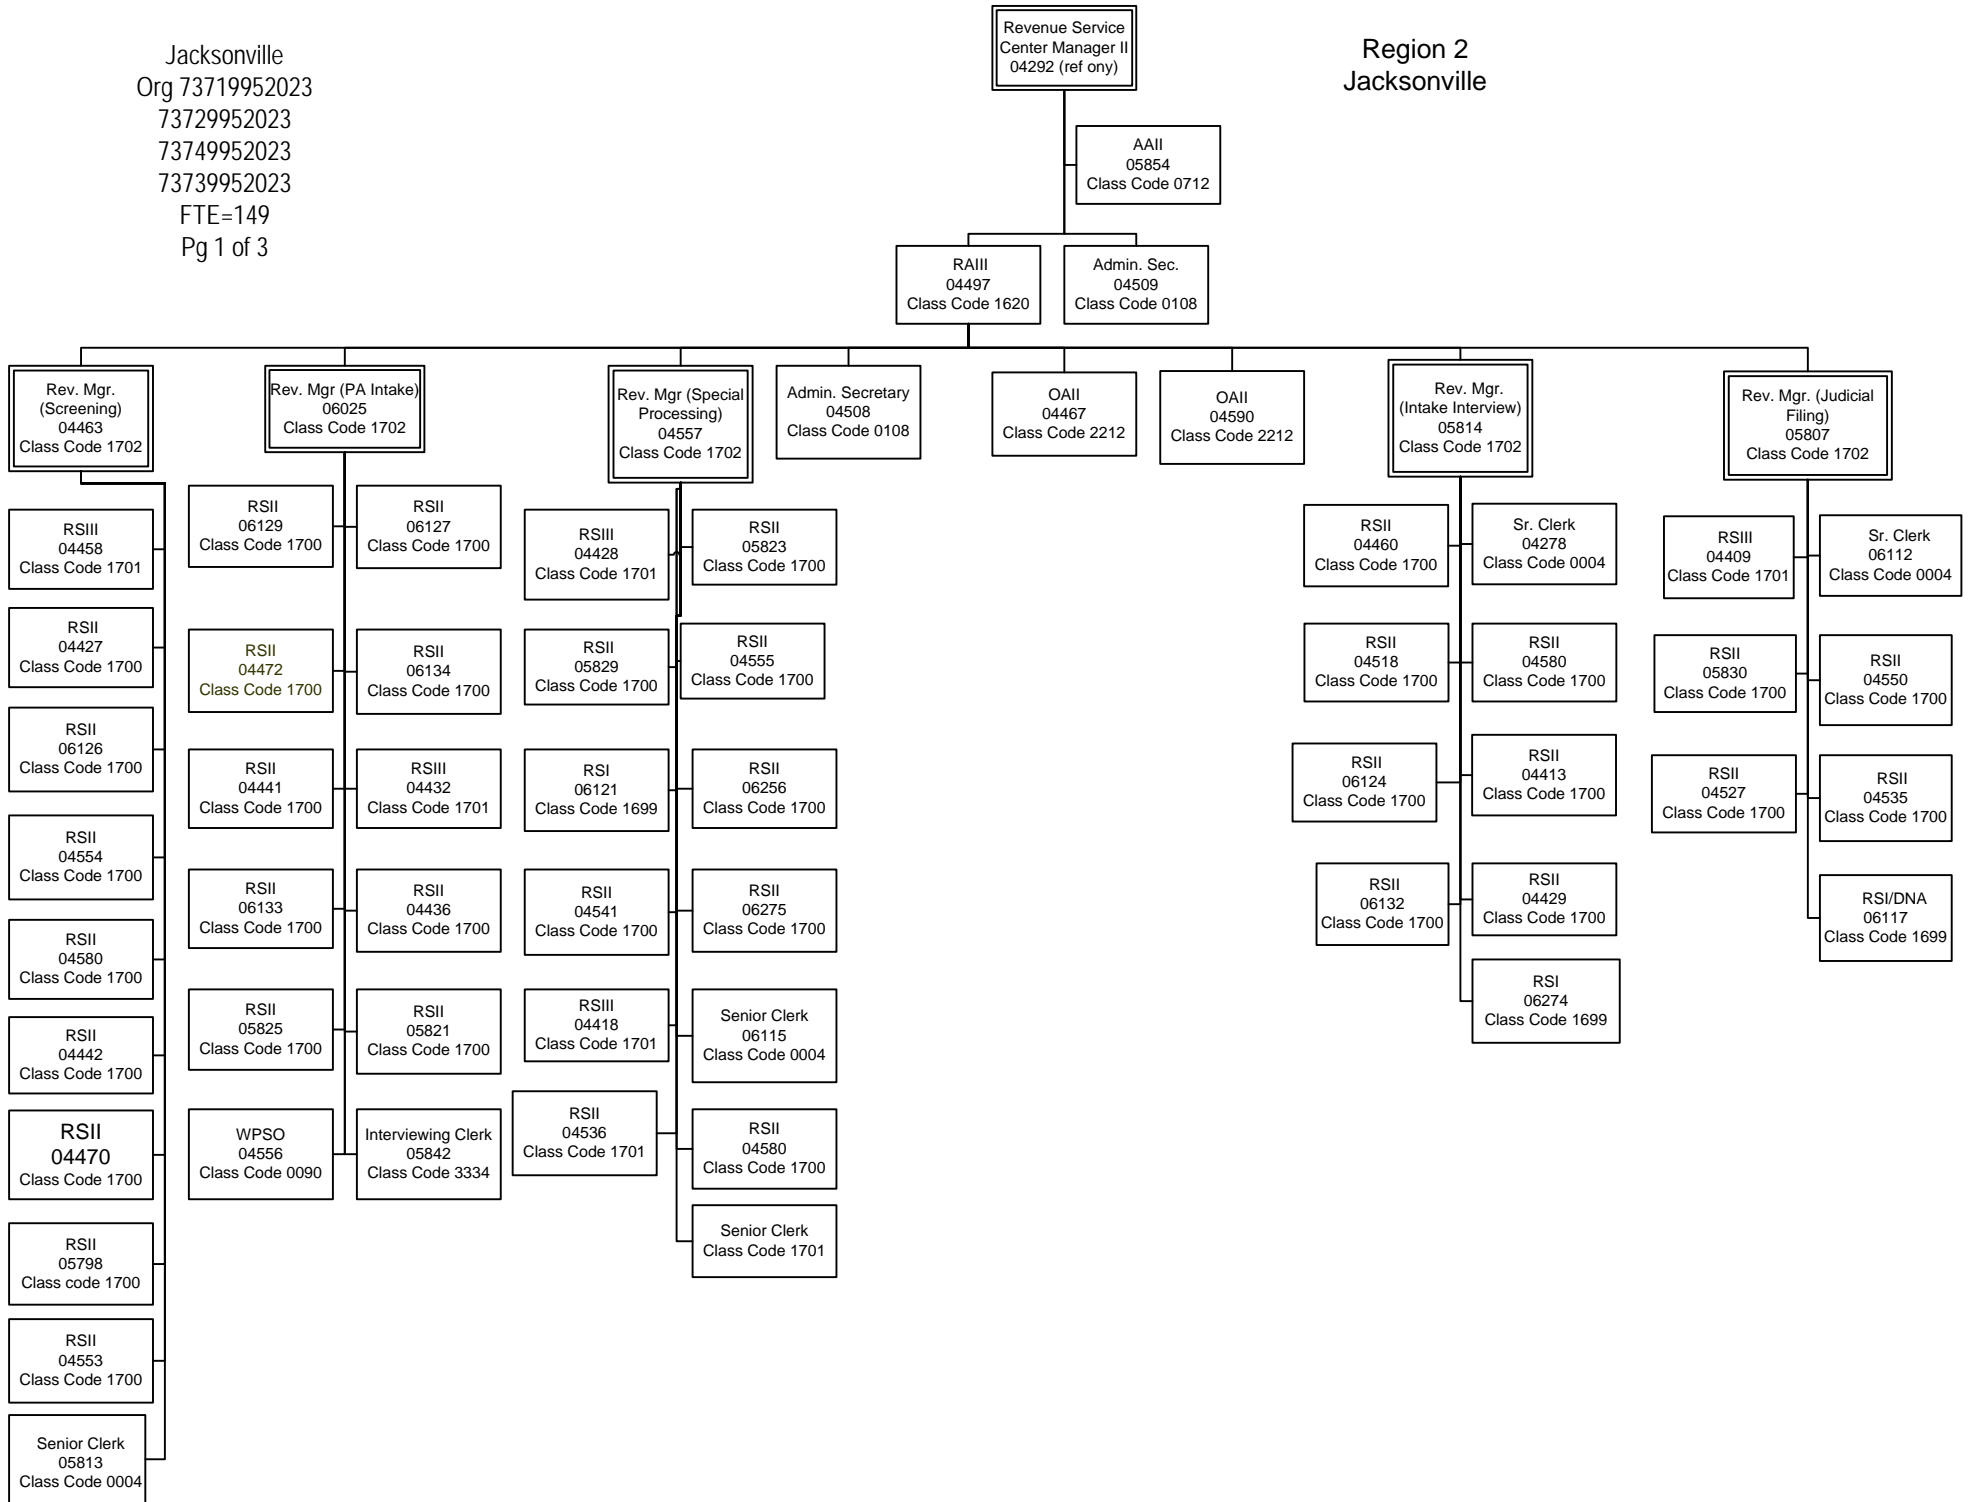 Jacksonville
Org 73719952023
73729952023
73749952023
73739952023
FTE=149
Pg 1 of 3
Revenue Service
Center Manager II
04292 (ref ony)
Region 2
Jacksonville
AAII
05854
Class Code 0712
RAIII
04497
Class Code 1620
Admin. Sec.
04509
Class Code 0108
Rev. Mgr.
(Screening)
04463
Class Code 1702
Rev. Mgr (PA Intake)
06025
Class Code 1702
Rev. Mgr (Special
Processing)
04557
Class Code 1702
Admin. Secretary
04508
Class Code 0108
OAII
04467
Class Code 2212
OAII
04590
Class Code 2212
Rev. Mgr.
(Intake Interview)
05814
Class Code 1702
Rev. Mgr. (Judicial
Filing)
05807
Class Code 1702
RSIII
04458
Class Code 1701
RSII
04427
Class Code 1700
RSII
06126
Class Code 1700
RSII
04554
Class Code 1700
RSII
04580
Class Code 1700
RSII
04442
Class Code 1700
RSII
04470
Class Code 1700
RSII
05798
Class code 1700
RSII
04553
Class Code 1700
Senior Clerk
05813
Class Code 0004
RSII
06129
Class Code 1700
RSII
06127
Class Code 1700
RSII
04472
Class Code 1700
RSII
06134
Class Code 1700
RSII
04441
Class Code 1700
RSIII
04432
Class Code 1701
RSII
06133
Class Code 1700
RSII
04436
Class Code 1700
RSII
05825
Class Code 1700
RSII
05821
Class Code 1700
WPSO
04556
Class Code 0090
Interviewing Clerk
05842
Class Code 3334
RSIII
04428
Class Code 1701
RSII
05823
Class Code 1700
RSII
05829
Class Code 1700
RSII
04555
Class Code 1700
RSI
06121
Class Code 1699
RSII
06256
Class Code 1700
RSII
04541
Class Code 1700
RSII
06275
Class Code 1700
RSIII
04418
Class Code 1701
Senior Clerk
06115
Class Code 0004
RSII
04536
Class Code 1701
RSII
04580
Class Code 1700
Senior Clerk
Class Code 1701
RSII
04460
Class Code 1700
Sr. Clerk
04278
Class Code 0004
RSII
04518
Class Code 1700
RSII
04580
Class Code 1700
RSII
06124
Class Code 1700
RSII
04413
Class Code 1700
RSII
06132
Class Code 1700
RSII
04429
Class Code 1700
RSI
06274
Class Code 1699
RSIII
04409
Class Code 1701
Sr. Clerk
06112
Class Code 0004
RSII
05830
Class Code 1700
RSII
04550
Class Code 1700
RSII
04527
Class Code 1700
RSII
04535
Class Code 1700
RSI/DNA
06117
Class Code 1699